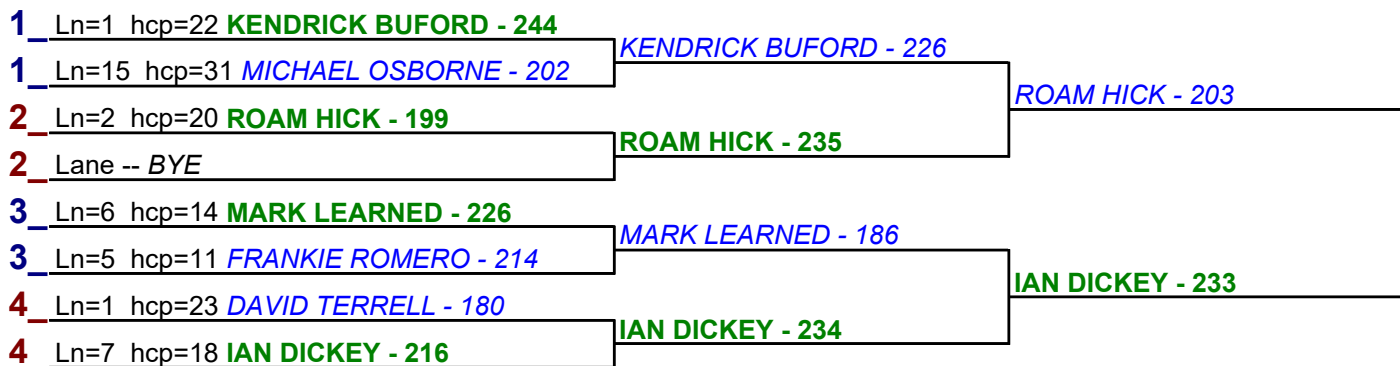 1_ Ln=1 hcp=22 KENDRICK BUFORD - 244
KENDRICK BUFORD - 226
1_ Ln=15 hcp=31 MICHAEL OSBORNE - 202
ROAM HICK - 203
2_ Ln=2 hcp=20 ROAM HICK - 199
ROAM HICK - 235
2_ Lane -- BYE
3_ Ln=6 hcp=14 MARK LEARNED - 226
MARK LEARNED - 186
3_ Ln=5 hcp=11 FRANKIE ROMERO - 214
IAN DICKEY - 233
4_ Ln=1 hcp=23 DAVID TERRELL - 180
IAN DICKEY - 234
4 Ln=7 hcp=18 IAN DICKEY - 216